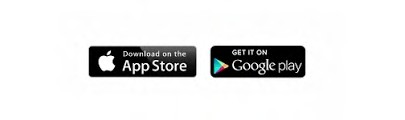 Download on the
App Store
GET IT ON
Google play